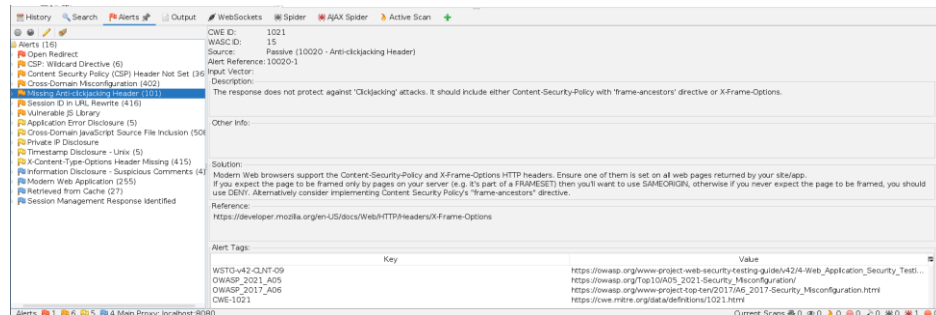 History Search Alerts Output WebSockets Spider AJAX Spider Active Scan
Alerts (16)
Open Redirect
CSP: Wildcard Directive (6)
Content Security Policy (CSP) Header Not Set (36
Cross-Domain Misconfiguration (402)
Missing Anti-clickjacking Header (101)
Session ID in URL Rewrite (416)
Vulnerable JS Library
Application Error Disclosure (5)
Cross-Domain JavaScript Source File Inclusion (508
Private IP Disclosure
Timestamp Disclosure - Unix (5)
X-Content-Type-Options Header Missing (415)
Information Disclosure - Suspicious Comments (4
Modern Web Application (255)
Retrieved from Cache (27)
Session Management Response Identified
CWE ID: 1021
WASC ID: 15
Source: Passive (10020 - Anti-clickjacking Header)
Alert Reference: 10020-1
Input Vector:
Description:
The response does not protect against 'ClickJacking' attacks. It should include either Content-Security-Policy with 'frame-ancestors' directive or X-Frame-Options.
Other Info:
Solution:
Modern Web browsers support the Content-Security-Policy and X-Frame-Options HTTP headers. Ensure one of them is set on all web pages returned by your site/app.
If you expect the page to be framed only by pages on your server (e.g. it's part of a FRAMESET) then you'll want to use SAMEORIGIN, otherwise if you never expect the page to be framed, you should
use DENY. Alternatively consider implementing Content Security Policy's "frame-ancestors" directive.
Reference:
https://developer.mozilla.org/en-US/docs/Web/HTTP/Headers/X-Frame-Options
Alert Tags:
Key Value
WSTG-v42-CLNT-09 https://owasp.org/www-project-web-security-testing-guide/v42/4-Web_Application_Security_Testi...
OWASP_2021_A05 https://owasp.org/Top10/A05_2021-Security_Misconfiguration/
OWASP_2017_A06 https://owasp.org/www-project-top-ten/2017/A6_2017-Security_Misconfiguration.html
CWE-1021 https://cwe.mitre.org/data/definitions/1021.html
Alerts 1 6 5 4 Main Proxy: localhost:8080 Current Scans 0 0 0 0 0 0 1